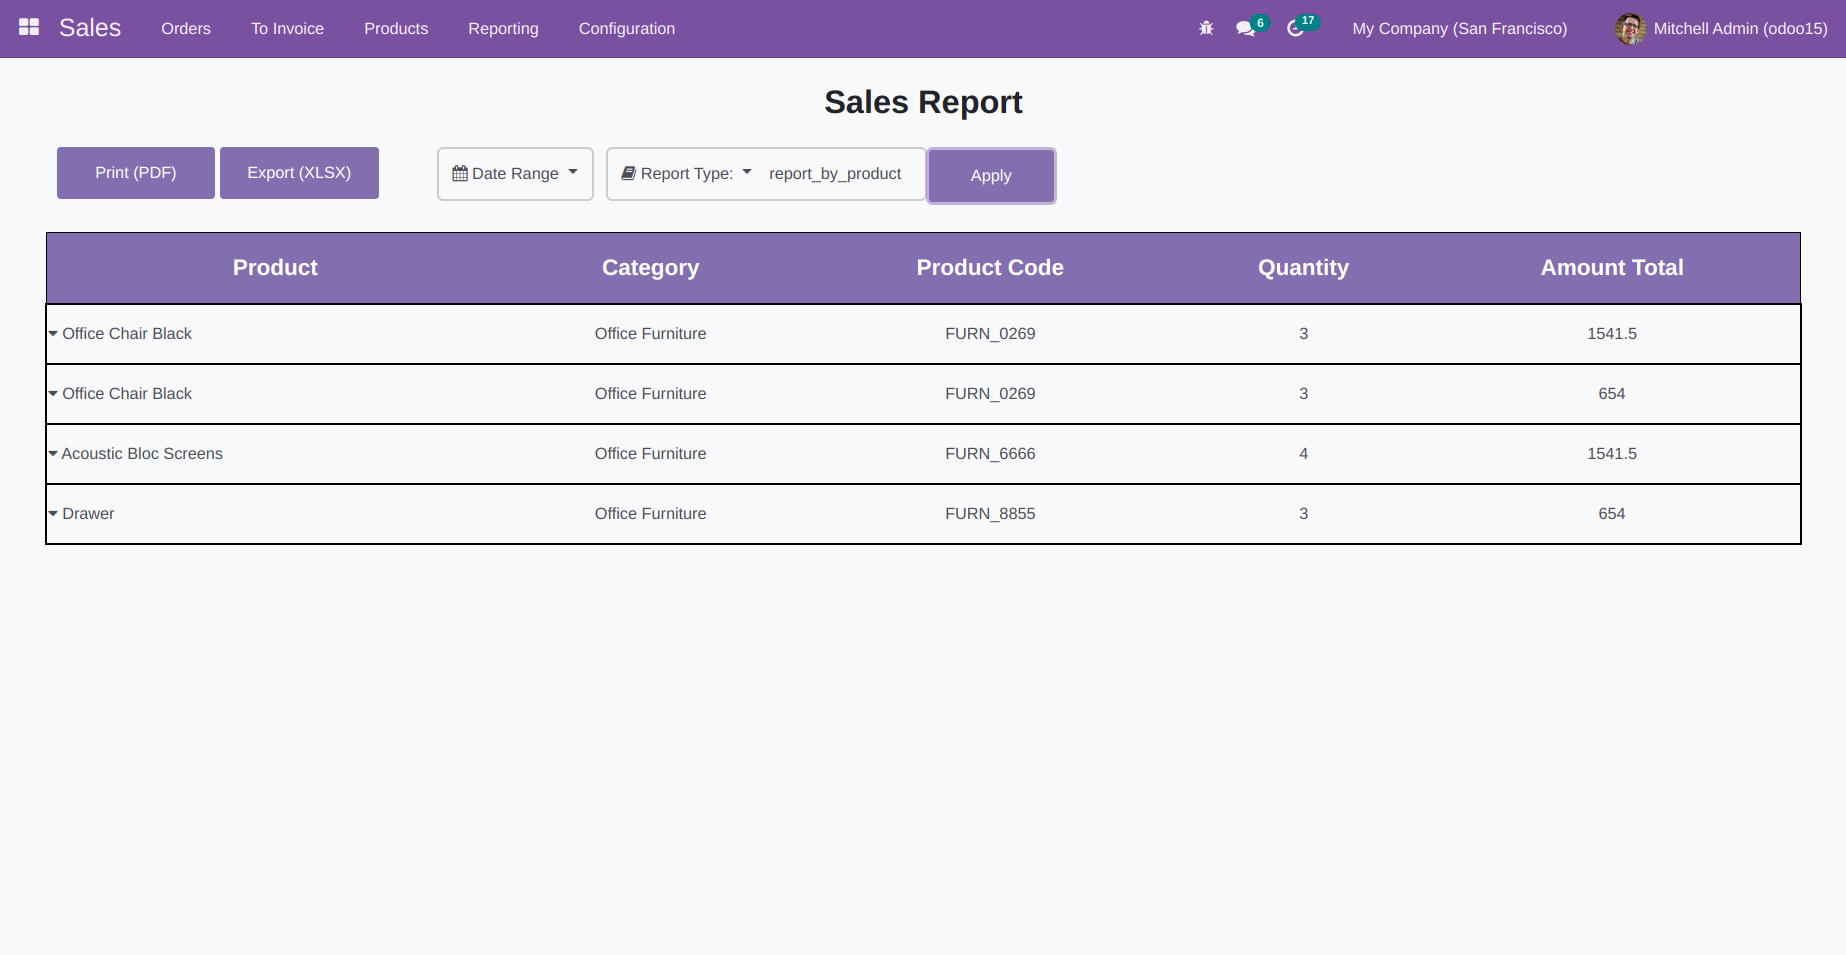 Sales Orders To Invoice Products Reporting Configuration 6 17 My Company (San Francisco) Mitchell Admin (odoo15)
Sales Report
Print (PDF) Export (XLSX) Date Range Report Type: report_by_product Apply
Product Category Product Code Quantity Amount Total
Office Chair Black Office Furniture FURN_0269 3 1541.5
Office Chair Black Office Furniture FURN_0269 3 654
Acoustic Bloc Screens Office Furniture FURN_6666 4 1541.5
Drawer Office Furniture FURN_8855 3 654